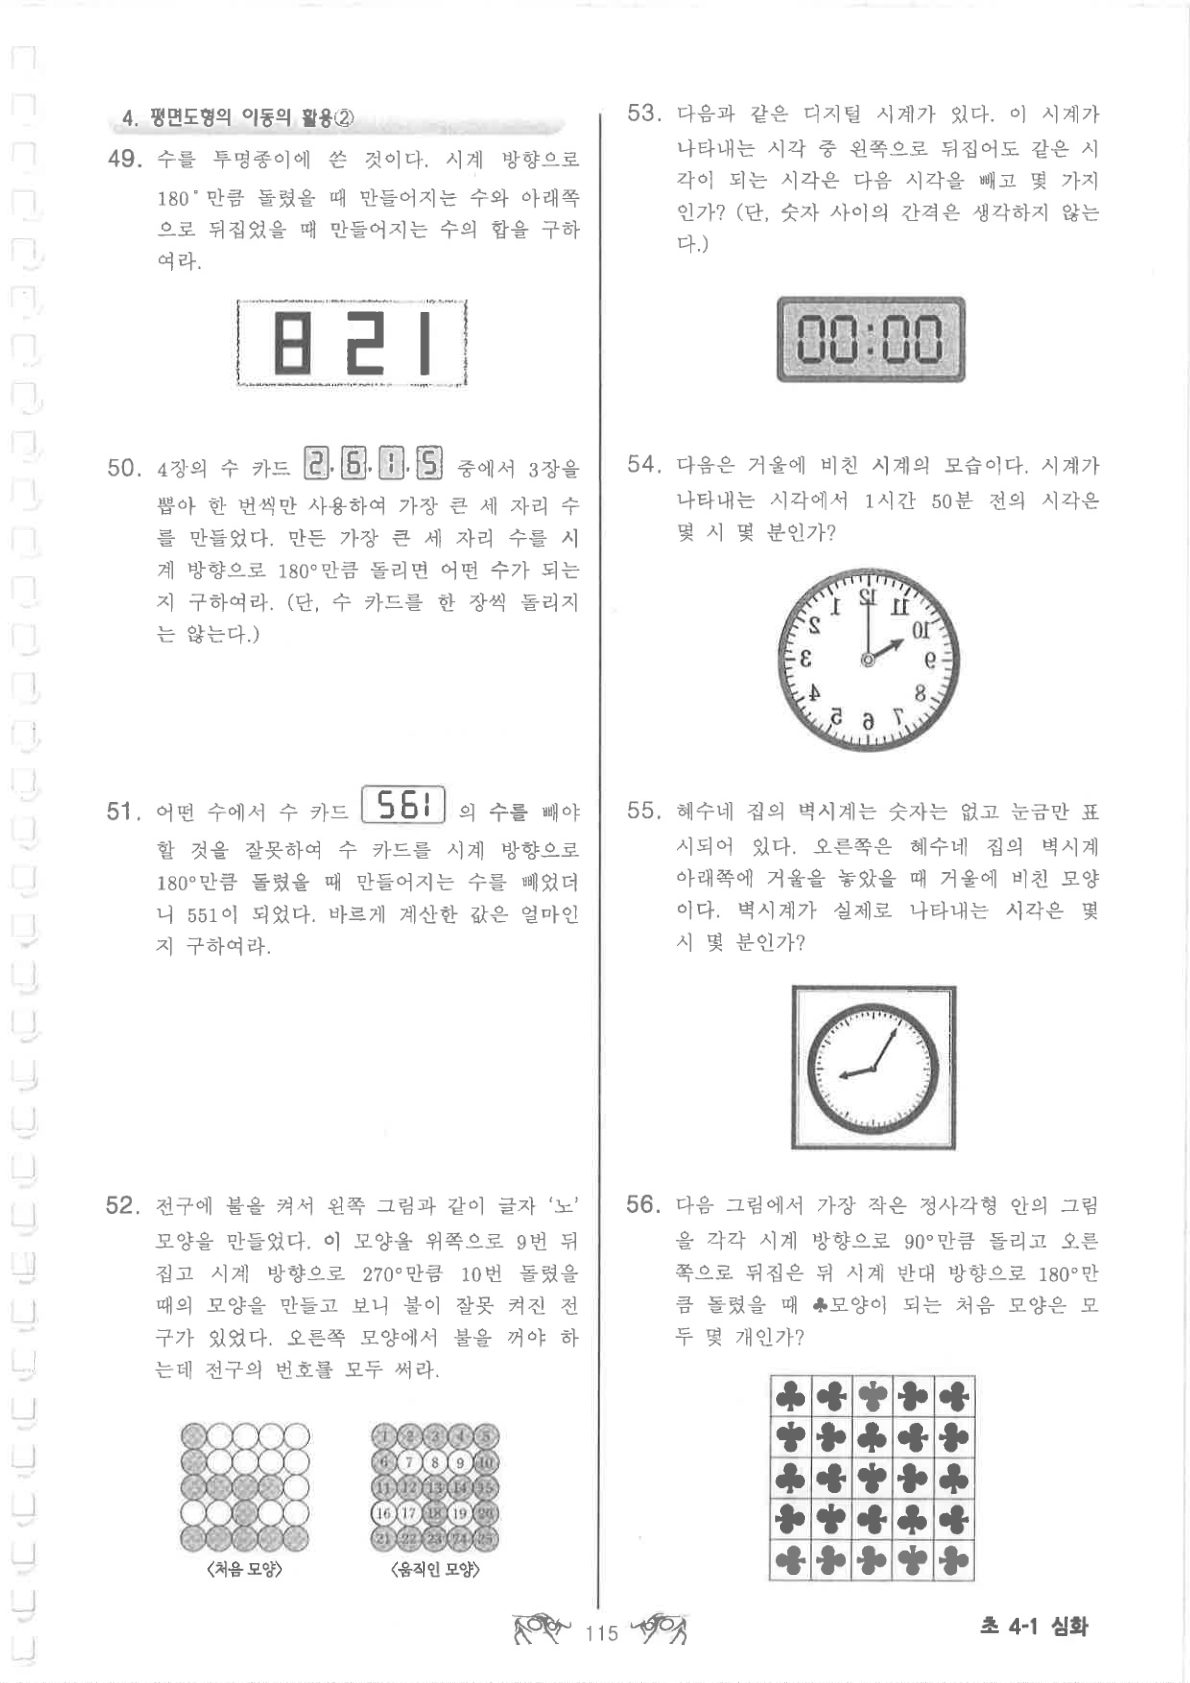 4. 평면도형의 이동의 활용②
49. 수를 투명종이에 쓴 것이다. 시계 방향으로
180°만큼 돌렸을 때 만들어지는 수와 아래쪽
으로 뒤집었을 때 만들어지는 수의 합을 구하
여라.
821
50. 4장의 수 카드 2, 6, 1, 5 중에서 3장을
뽑아 한 번씩만 사용하여 가장 큰 세 자리 수
를 만들었다. 만든 가장 큰 세 자리 수를 시
계 방향으로 180°만큼 돌리면 어떤 수가 되는
지 구하여라. (단, 수 카드를 한 장씩 돌리지
는 않는다.)
51. 어떤 수에서 수 카드 561 의 수를 빼야
할 것을 잘못하여 수 카드를 시계 방향으로
180°만큼 돌렸을 때 만들어지는 수를 빼었더
니 551이 되었다. 바르게 계산한 값은 얼마인
지 구하여라.
52. 전구에 불을 켜서 왼쪽 그림과 같이 글자 '노'
모양을 만들었다. 이 모양을 위쪽으로 9번 뒤
집고 시계 방향으로 270°만큼 10번 돌렸을
때의 모양을 만들고 보니 불이 잘못 켜진 전
구가 있었다. 오른쪽 모양에서 불을 꺼야 하
는데 전구의 번호를 모두 써라.
1 2 3 4 5
6 7 8 9 10
11 12 13 14 15
16 17 18 19 20
21 22 23 24 25
<처음 모양> <움직인 모양>
53. 다음과 같은 디지털 시계가 있다. 이 시계가
나타내는 시각 중 왼쪽으로 뒤집어도 같은 시
각이 되는 시각은 다음 시각을 빼고 몇 가지
인가? (단, 숫자 사이의 간격은 생각하지 않는
다.)
00:00
54. 다음은 거울에 비친 시계의 모습이다. 시계가
나타내는 시각에서 1시간 50분 전의 시각은
몇 시 몇 분인가?
12
1 11
2 10
3 9
4 8
5 6 7
55. 혜수네 집의 벽시계는 숫자는 없고 눈금만 표
시되어 있다. 오른쪽은 혜수네 집의 벽시계
아래쪽에 거울을 놓았을 때 거울에 비친 모양
이다. 벽시계가 실제로 나타내는 시각은 몇
시 몇 분인가?
56. 다음 그림에서 가장 작은 정사각형 안의 그림
을 각각 시계 방향으로 90°만큼 돌리고 오른
쪽으로 뒤집은 뒤 시계 반대 방향으로 180°만
큼 돌렸을 때 ♣모양이 되는 처음 모양은 모
두 몇 개인가?
115
초 4-1 심화